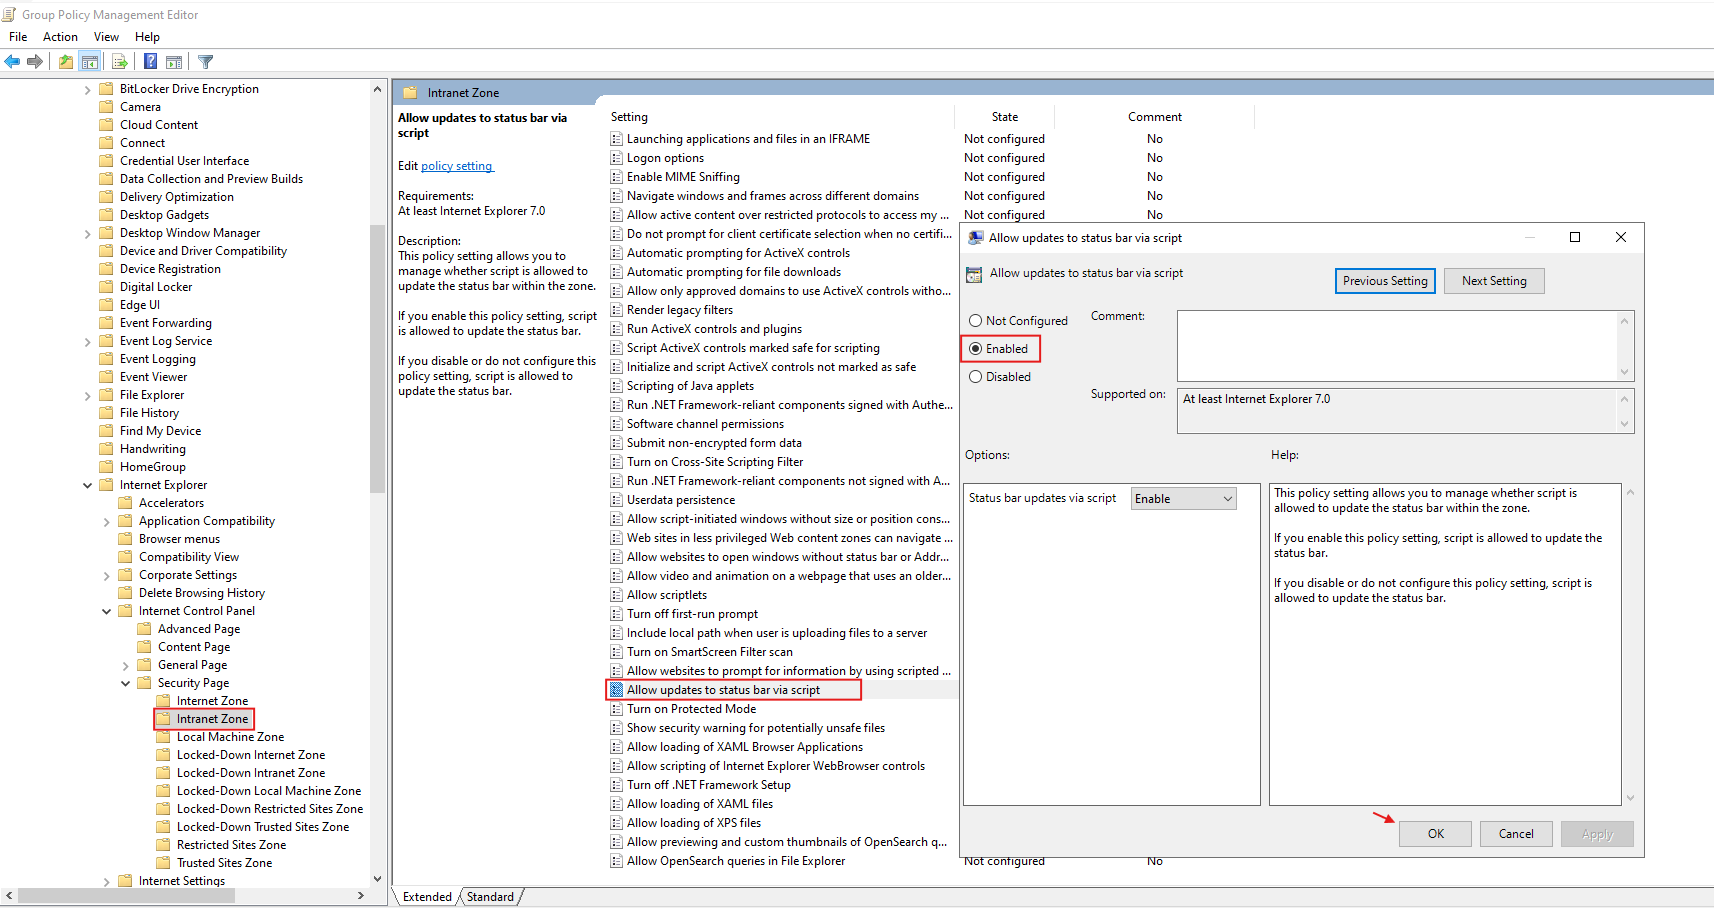 Group Policy Management Editor
File Action View Help
BitLocker Drive Encryption
Camera
Cloud Content
Connect
Credential User Interface
Data Collection and Preview Builds
Delivery Optimization
Desktop Gadgets
Desktop Window Manager
Device and Driver Compatibility
Device Registration
Digital Locker
Edge UI
Event Forwarding
Event Log Service
Event Logging
Event Viewer
File Explorer
File History
Find My Device
Handwriting
HomeGroup
Internet Explorer
Accelerators
Application Compatibility
Browser menus
Compatibility View
Corporate Settings
Delete Browsing History
Internet Control Panel
Advanced Page
Content Page
General Page
Security Page
Internet Zone
Intranet Zone
Local Machine Zone
Locked-Down Internet Zone
Locked-Down Intranet Zone
Locked-Down Local Machine Zone
Locked-Down Restricted Sites Zone
Locked-Down Trusted Sites Zone
Restricted Sites Zone
Trusted Sites Zone
Internet Settings
Intranet Zone
Allow updates to status bar via
script
Edit policy setting
Requirements:
At least Internet Explorer 7.0
Description:
This policy setting allows you to
manage whether script is allowed to
update the status bar within the zone.
If you enable this policy setting, script
is allowed to update the status bar.
If you disable or do not configure this
policy setting, script is allowed to
update the status bar.
Setting State Comment
Launching applications and files in an IFRAME Not configured No
Logon options Not configured No
Enable MIME Sniffing Not configured No
Navigate windows and frames across different domains Not configured No
Allow active content over restricted protocols to access my ... Not configured No
Do not prompt for client certificate selection when no certifi...
Automatic prompting for ActiveX controls
Automatic prompting for file downloads
Allow only approved domains to use ActiveX controls witho...
Render legacy filters
Run ActiveX controls and plugins
Script ActiveX controls marked safe for scripting
Initialize and script ActiveX controls not marked as safe
Scripting of Java applets
Run .NET Framework-reliant components signed with Authe...
Software channel permissions
Submit non-encrypted form data
Turn on Cross-Site Scripting Filter
Run .NET Framework-reliant components not signed with A...
Userdata persistence
Allow script-initiated windows without size or position cons...
Web sites in less privileged Web content zones can navigate ...
Allow websites to open windows without status bar or Addr...
Allow video and animation on a webpage that uses an older...
Allow scriptlets
Turn off first-run prompt
Include local path when user is uploading files to a server
Turn on SmartScreen Filter scan
Allow websites to prompt for information by using scripted ...
Allow updates to status bar via script
Turn on Protected Mode
Show security warning for potentially unsafe files
Allow loading of XAML Browser Applications
Allow scripting of Internet Explorer WebBrowser controls
Turn off .NET Framework Setup
Allow loading of XAML files
Allow loading of XPS files
Allow previewing and custom thumbnails of OpenSearch q...
Allow OpenSearch queries in File Explorer Not configured No
Extended Standard
Allow updates to status bar via script
Allow updates to status bar via script
Previous Setting Next Setting
Not Configured
Enabled
Disabled
Comment:
Supported on:
At least Internet Explorer 7.0
Options:
Help:
Status bar updates via script Enable
This policy setting allows you to manage whether script is
allowed to update the status bar within the zone.
If you enable this policy setting, script is allowed to update the
status bar.
If you disable or do not configure this policy setting, script is
allowed to update the status bar.
OK Cancel Apply